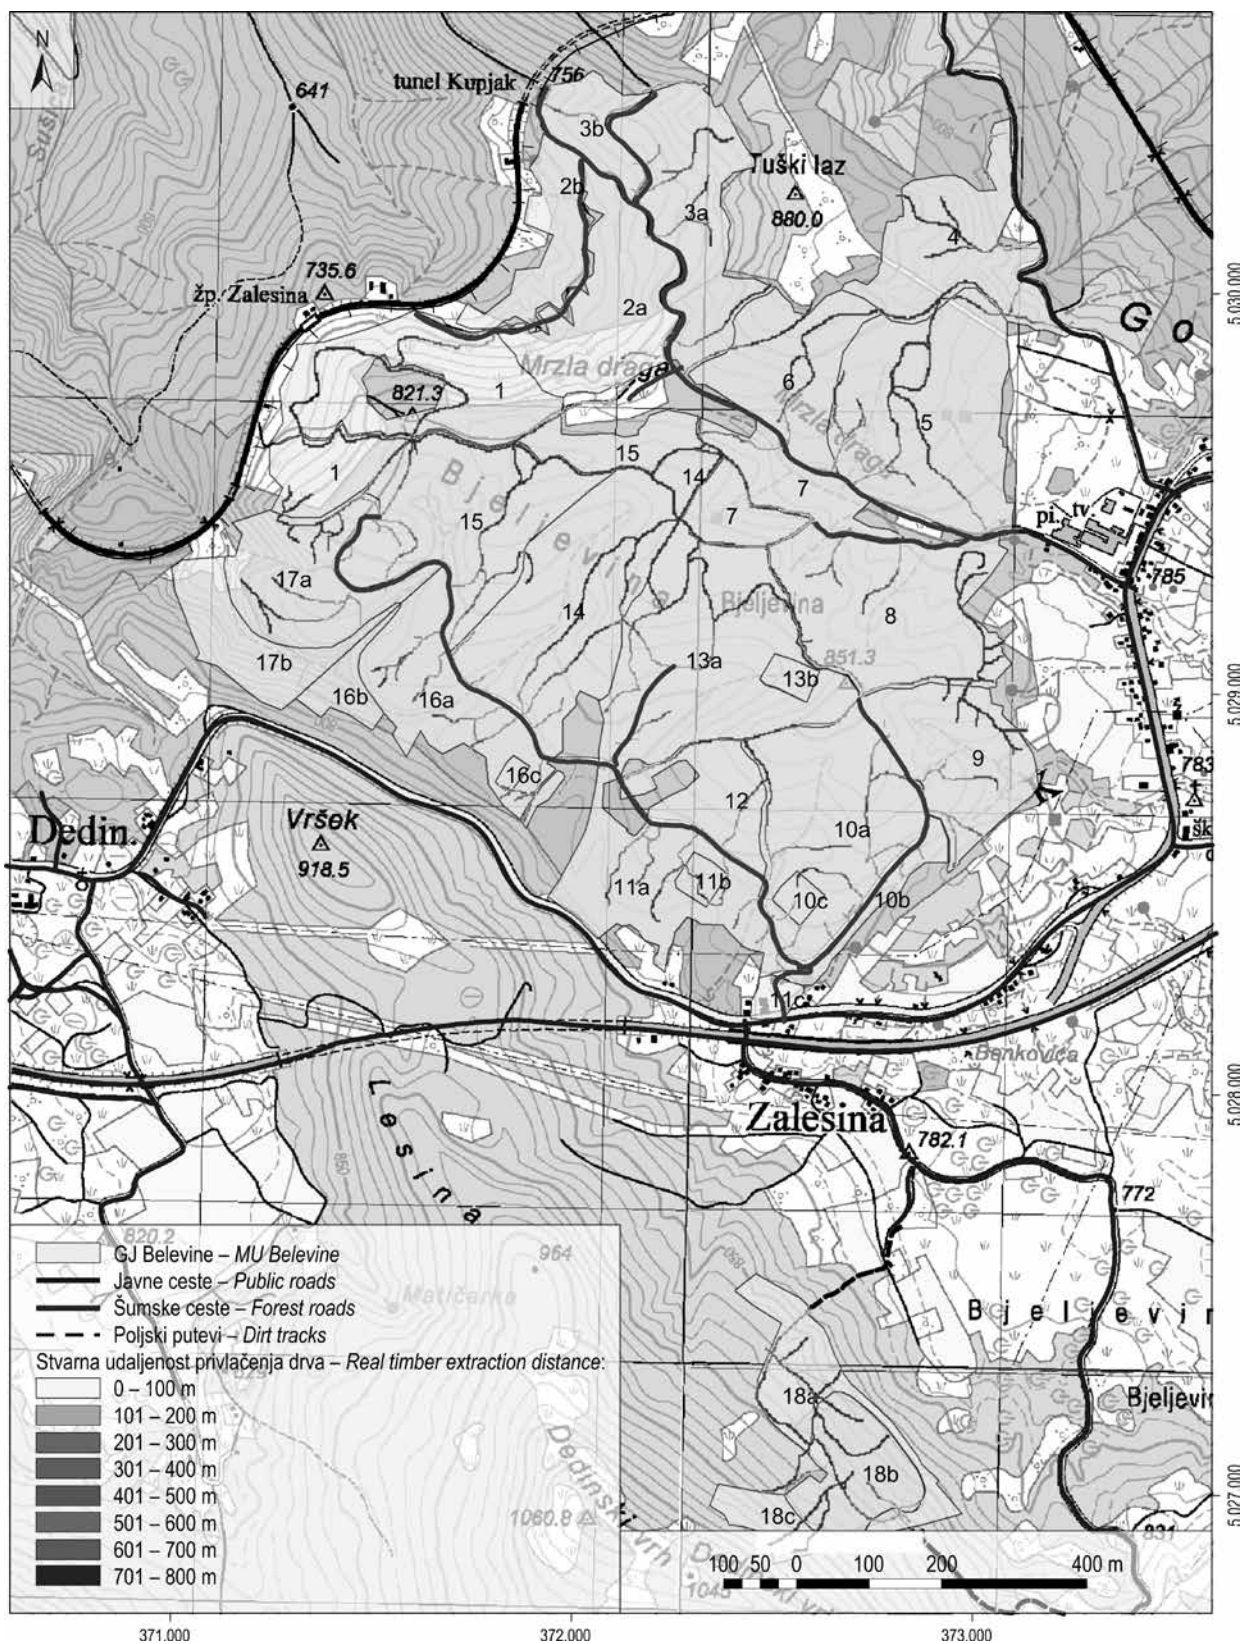 N
641
tunel Kupjak
756
3b
2b
Tuški laz
880.0
3a
4
735.6
žp. Zalesina
2a
5.030.000
G o
Mrzla draga
821.3
1
6
Mrzla draga
5
15
14
7
1
B j e l j e v i n a
15
7
pi.
tv.
785
17a
14
Bjeljevina
8
17b
13a
851.3
13b
16b
16a
5.029.000
16c
9
K
783
Dedin.
Vršek
918.5
12
10a
šk
11a
11b
10c
10b
11c
Benkovića
L e s i n a
Zalesina
5.028.000
782.1
772
820.2
964
Matičarka
B j e l j e v i n
GJ Belevine – MU Belevine
Javne ceste – Public roads
Šumske ceste – Forest roads
Poljski putevi – Dirt tracks
Stvarna udaljenost privlačenja drva – Real timber extraction distance:
0 – 100 m
101 – 200 m
201 – 300 m
301 – 400 m
401 – 500 m
501 – 600 m
601 – 700 m
701 – 800 m
18a
Bjeljevin
18b
18c
Dedinski vrh
1060.8
831
5.027.000
100 50 0 100 200 400 m
371.000
372.000
373.000